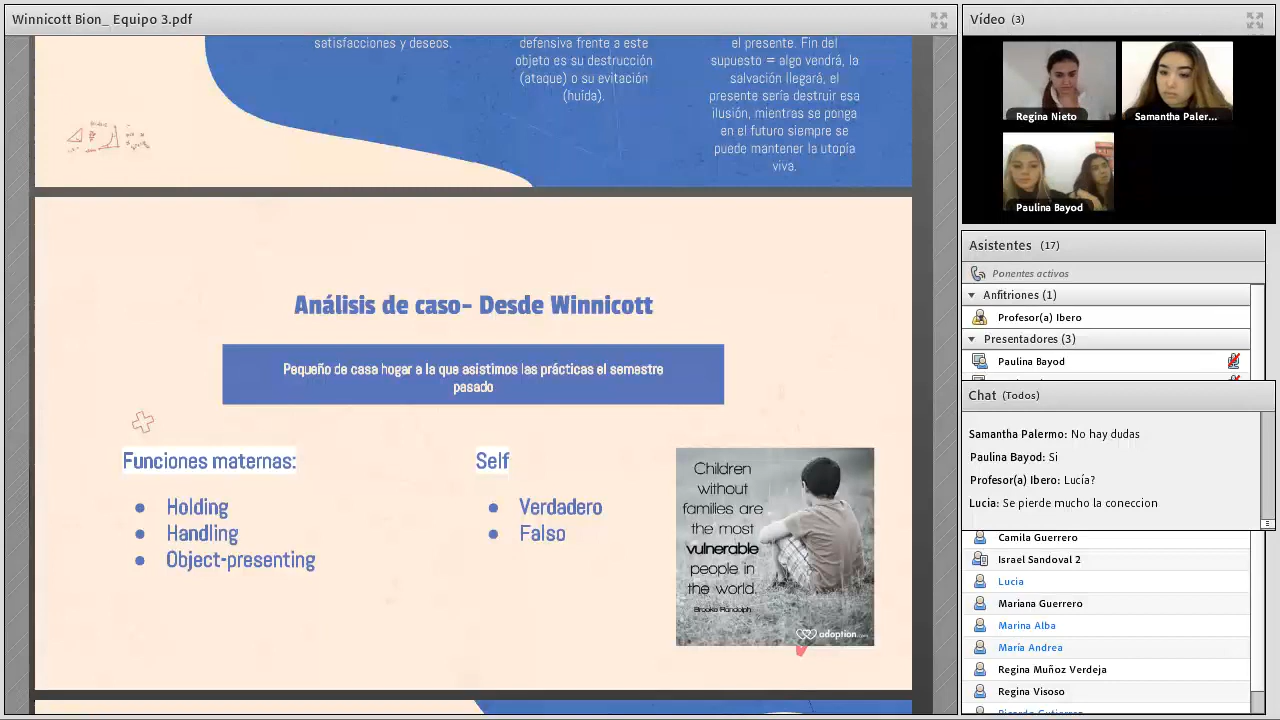 Winnicott Bion_ Equipo 3.pdf
satisfacciones y deseos.
defensiva frente a este
objeto es su destrucción
(ataque) o su evitación
(huída).
el presente. Fin del
supuesto = algo vendrá, la
salvación llegará, el
presente sería destruir esa
ilusión, mientras se ponga
en el futuro siempre se
puede mantener la utopía
viva.
Análisis de caso- Desde Winnicott
Pequeño de casa hogar a la que asistimos las prácticas el semestre
pasado
Funciones maternas:
Holding
Handling
Object-presenting
Self
Verdadero
Falso
Children
without
families are
the most
vulnerable
people in
the world.
Brooke Randolph
adoption.com
Vídeo (3)
Regina Nieto
Samantha Paler...
Paulina Bayod
Asistentes (17)
Ponentes activos
Anfitriones (1)
Profesor(a) Ibero
Presentadores (3)
Paulina Bayod
Chat (Todos)
Samantha Palermo: No hay dudas
Paulina Bayod: Si
Profesor(a) Ibero: Lucía?
Lucia: Se pierde mucho la coneccion
Camila Guerrero
Israel Sandoval 2
Lucia
Mariana Guerrero
Marina Alba
María Andrea
Regina Muñoz Verdeja
Regina Visoso
Ricardo Gutierrez